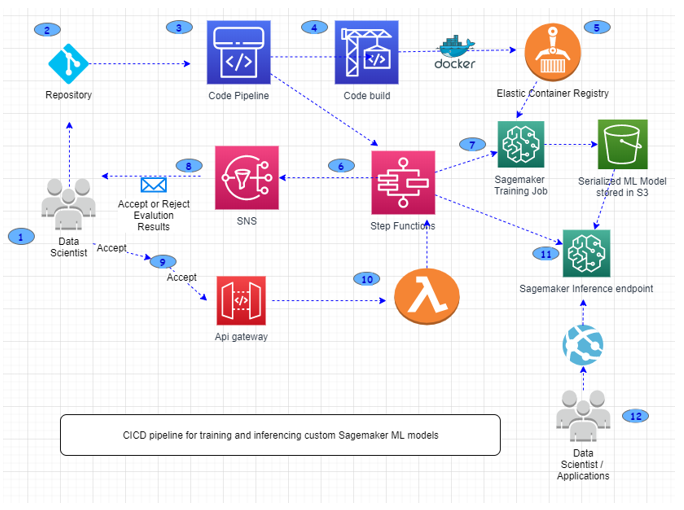 2
3
4
5
docker
Repository
Code Pipeline
Code build
Elastic Container Registry
7
8
6
Accept or Reject
Evalution
Results
SNS
Step Functions
Sagemaker
Training Job
Serialized ML Model
stored in S3
1
Data
Scientist
Accept
9
Accept
10
11
Sagemaker Inference endpoint
Api gateway
12
CICD pipeline for training and inferencing custom Sagemaker ML models
Data
Scientist /
Applications